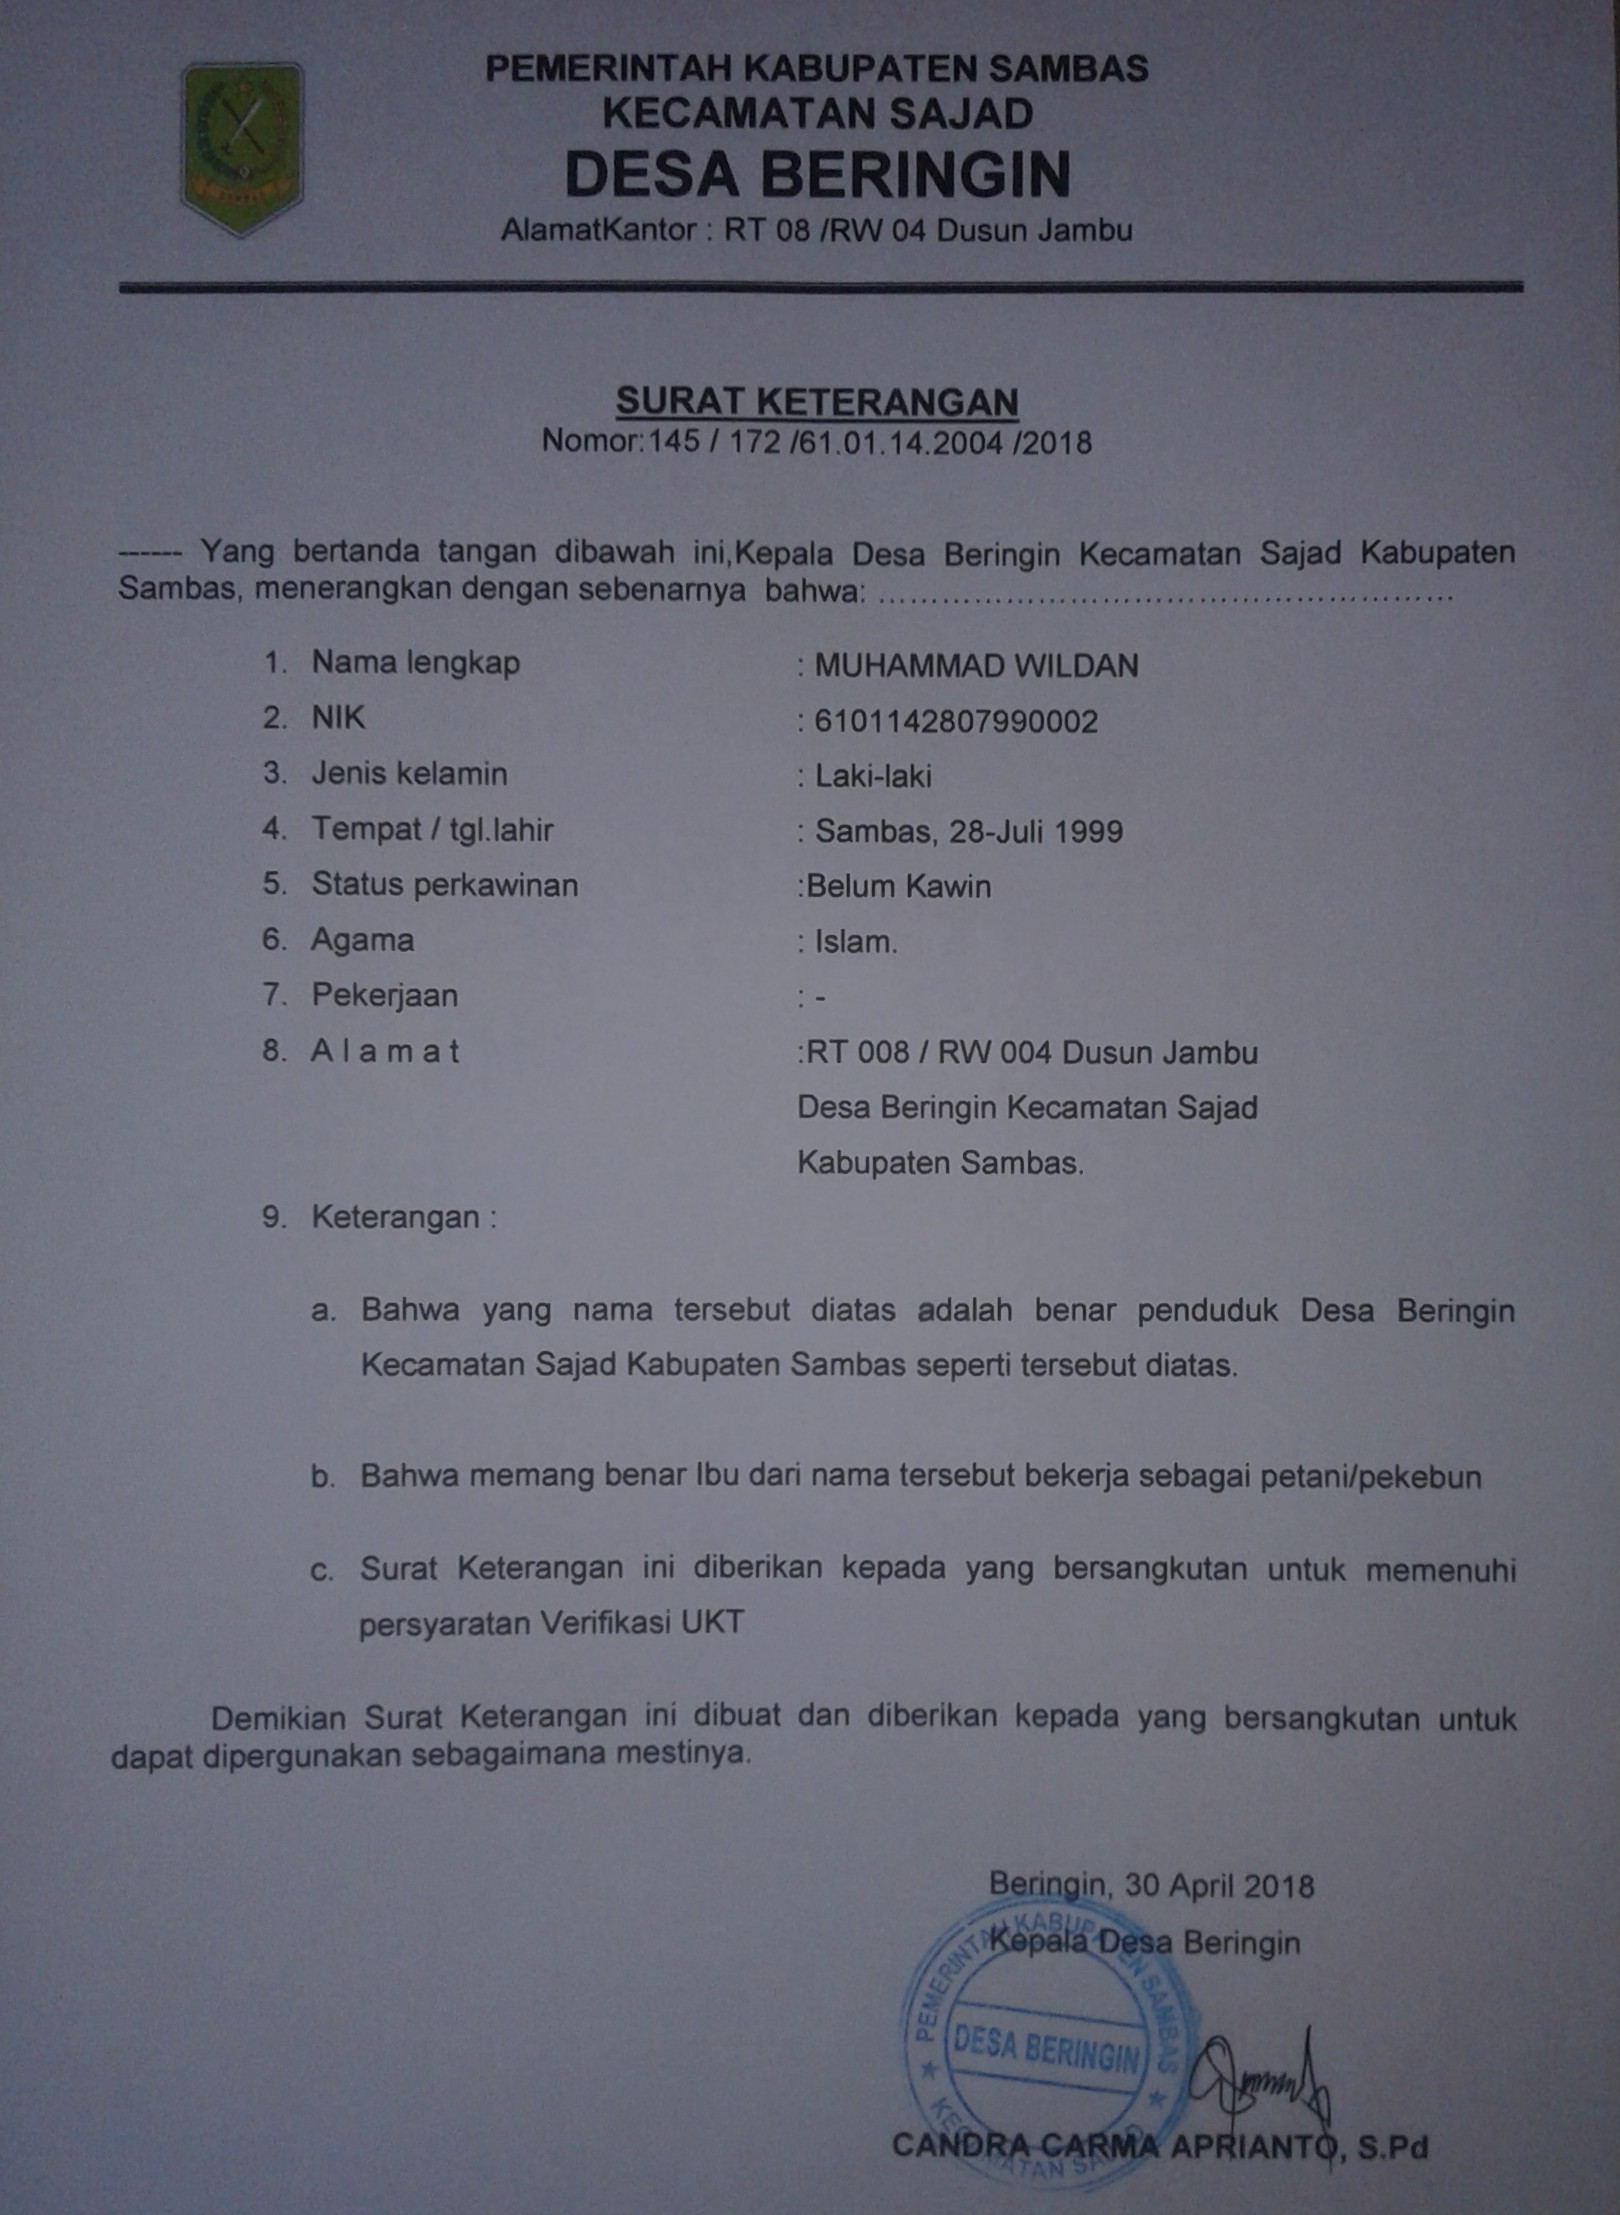 PEMERINTAH KABUPATEN SAMBAS
KECAMATAN SAJAD
DESA BERINGIN
AlamatKantor : RT 08 /RW 04 Dusun Jambu
SAMBAS
SURAT KETERANGAN
Nomor:145 / 172 /61.01.14.2004 /2018
------ Yang bertanda tangan dibawah ini,Kepala Desa Beringin Kecamatan Sajad Kabupaten
Sambas, menerangkan dengan sebenarnya bahwa: ......................................................
1. Nama lengkap : MUHAMMAD WILDAN
2. NIK : 6101142807990002
3. Jenis kelamin : Laki-laki
4. Tempat / tgl.lahir : Sambas, 28-Juli 1999
5. Status perkawinan :Belum Kawin
6. Agama : Islam.
7. Pekerjaan : -
8. A l a m a t :RT 008 / RW 004 Dusun Jambu
Desa Beringin Kecamatan Sajad
Kabupaten Sambas.
9. Keterangan :
a. Bahwa yang nama tersebut diatas adalah benar penduduk Desa Beringin
Kecamatan Sajad Kabupaten Sambas seperti tersebut diatas.
b. Bahwa memang benar Ibu dari nama tersebut bekerja sebagai petani/pekebun
c. Surat Keterangan ini diberikan kepada yang bersangkutan untuk memenuhi
persyaratan Verifikasi UKT
Demikian Surat Keterangan ini dibuat dan diberikan kepada yang bersangkutan untuk
dapat dipergunakan sebagaimana mestinya.
Beringin, 30 April 2018
Kepala Desa Beringin
PEMERINTAH KABUPATEN SAMBAS
DESA BERINGIN
KECAMATAN SAJAD
CANDRA CARMA APRIANTO, S.Pd